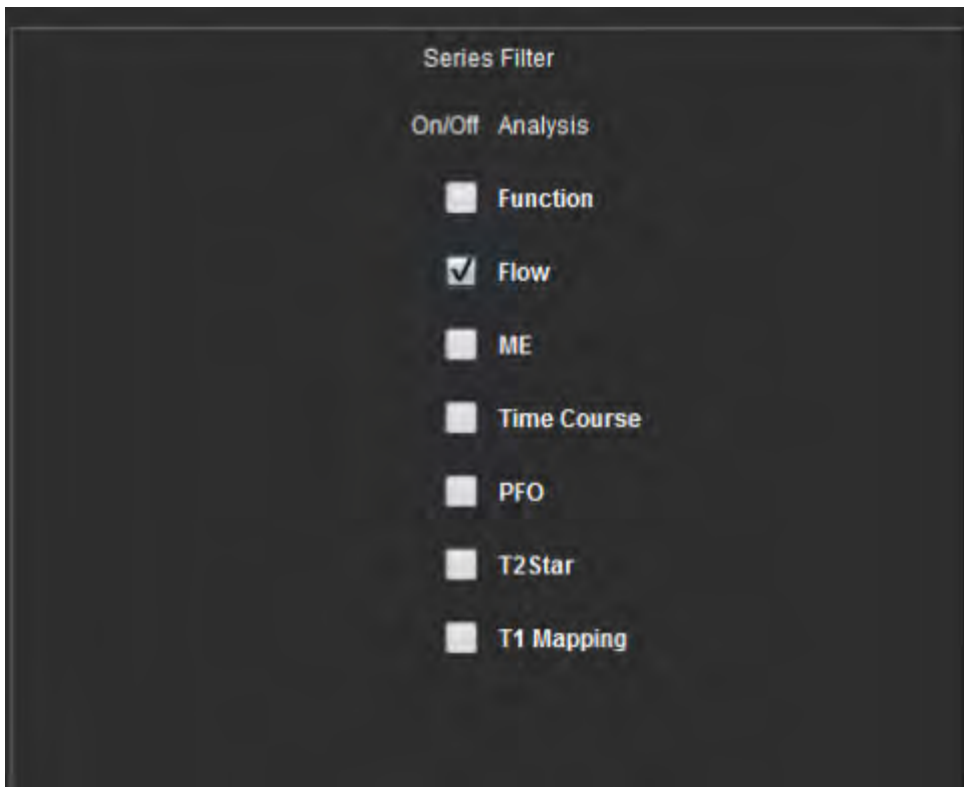 Series Filter
On/Off Analysis
Function
Flow
ME
Time Course
PFO
T2Star
T1 Mapping